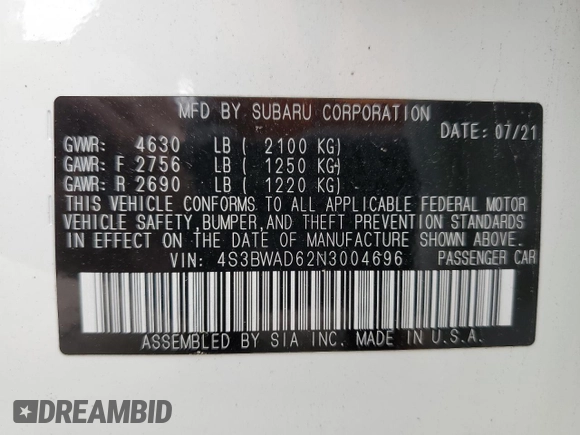 MFD BY SUBARU CORPORATION
DATE: 07/21
GVWR: 4630 LB ( 2100 KG)
GAWR: F 2756 LB ( 1250 KG)
GAWR: R 2690 LB ( 1220 KG)
THIS VEHICLE CONFORMS TO ALL APPLICABLE FEDERAL MOTOR
VEHICLE SAFETY, BUMPER, AND THEFT PREVENTION STANDARDS
IN EFFECT ON THE DATE OF MANUFACTURE SHOWN ABOVE.
VIN: 4S3BWAD62N3004696 PASSENGER CAR
ASSEMBLED BY SIA INC. MADE IN U.S.A.
DREAMBID